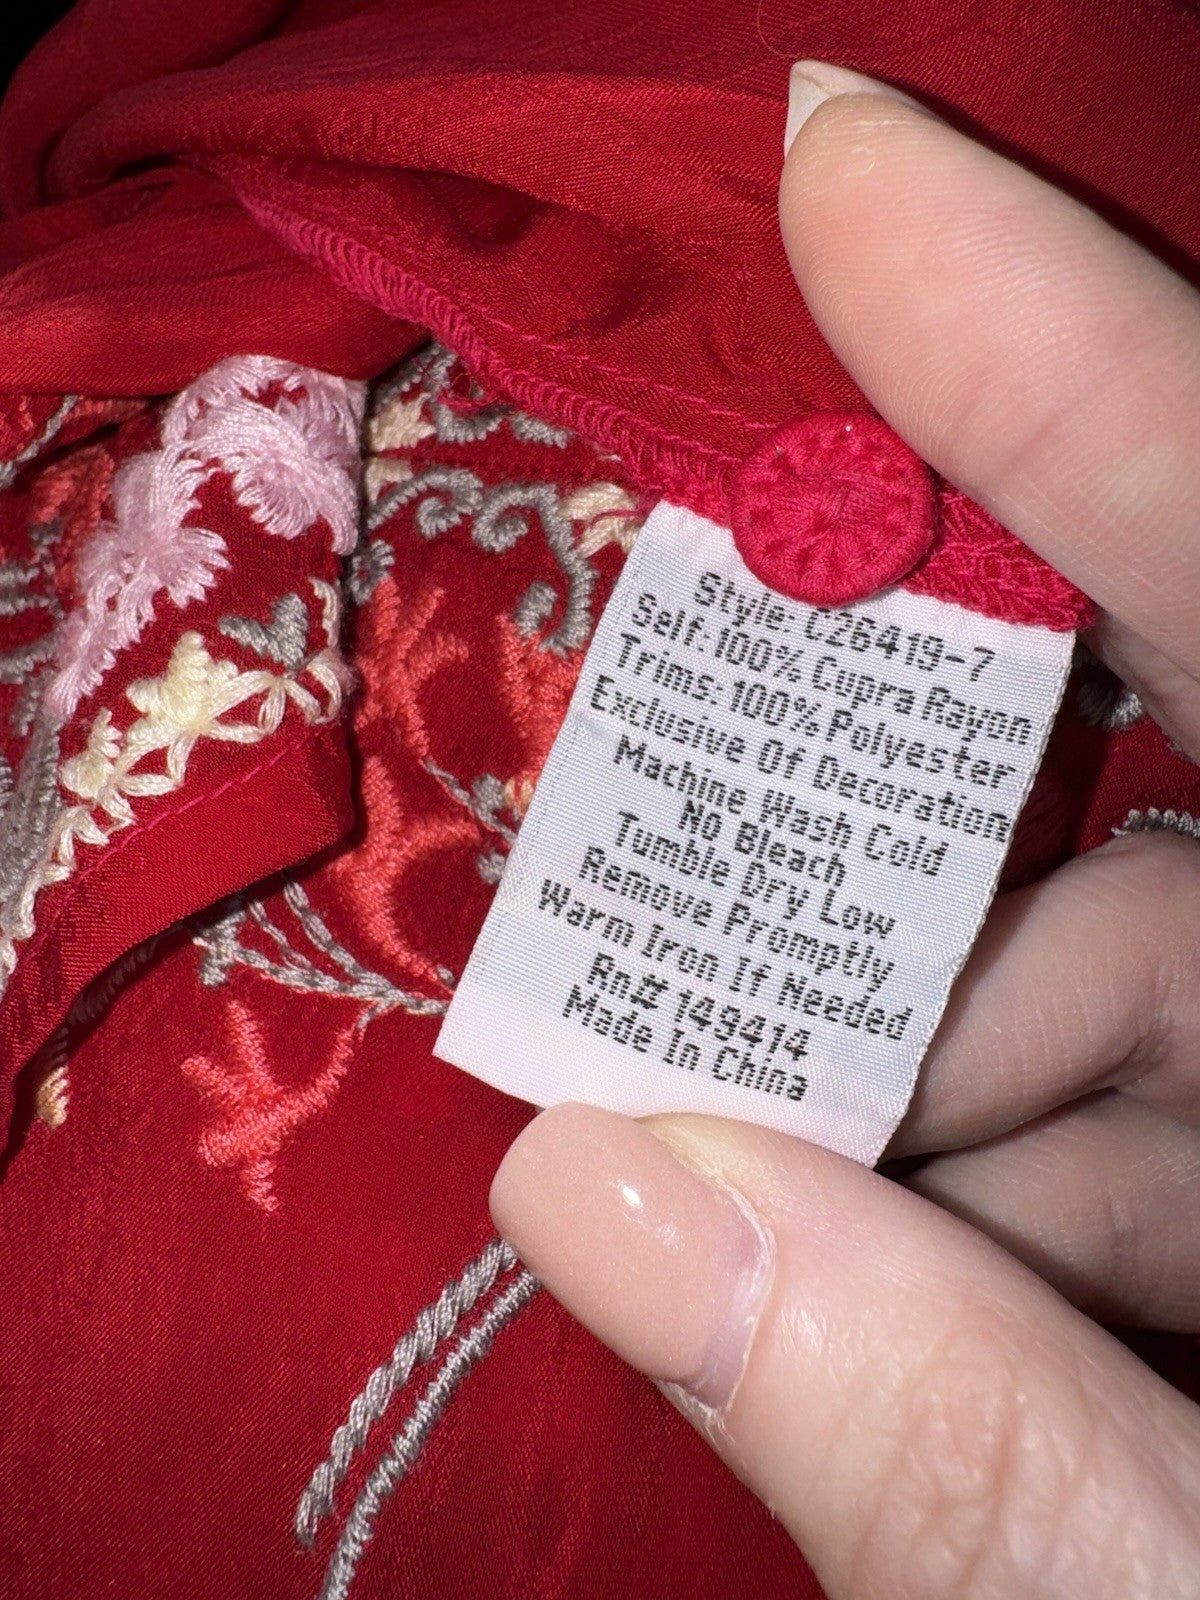 Style: C26419-7
Self:100% Cupra Rayon
Trims:100% Polyester
Exclusive Of Decoration
Machine Wash Cold
No Bleach
Tumble Dry Low
Remove Promptly
Warm Iron If Needed
Rn# 149414
Made In China